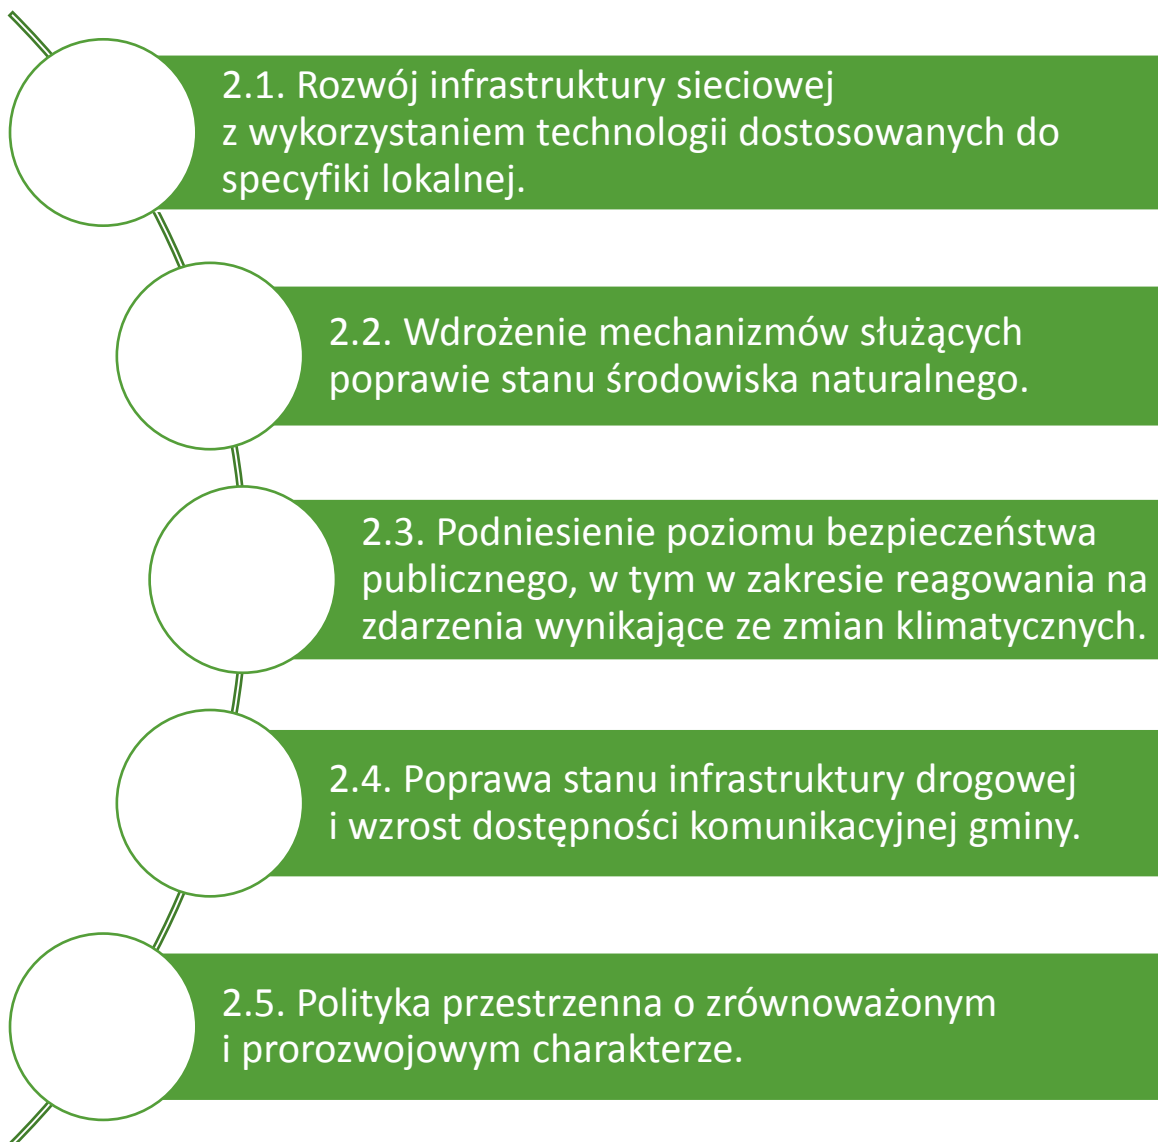 2.1. Rozwój infrastruktury sieciowej
z wykorzystaniem technologii dostosowanych do
specyfiki lokalnej.
2.2. Wdrożenie mechanizmów służących
poprawie stanu środowiska naturalnego.
2.3. Podniesienie poziomu bezpieczeństwa
publicznego, w tym w zakresie reagowania na
zdarzenia wynikające ze zmian klimatycznych.
2.4. Poprawa stanu infrastruktury drogowej
i wzrost dostępności komunikacyjnej gminy.
2.5. Polityka przestrzenna o zrównoważonym
i prorozwojowym charakterze.